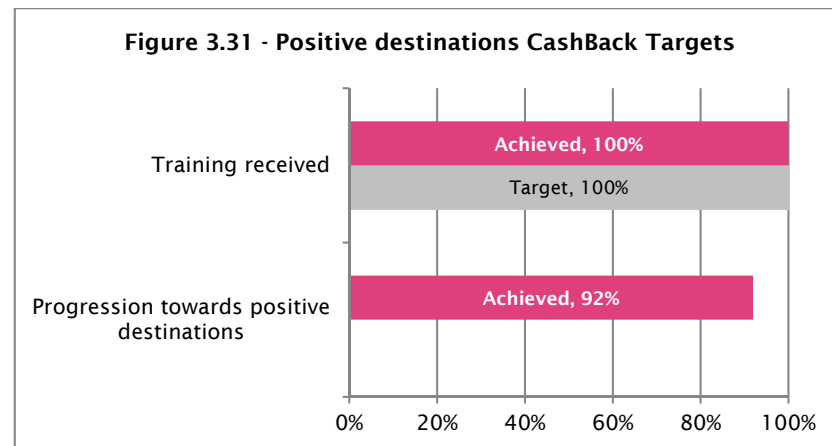 Figure 3.31 - Positive destinations CashBack Targets
Training received
Achieved, 100%
Target, 100%
Progression towards positive
destinations
Achieved, 92%
0%
20%
40%
60%
80%
100%